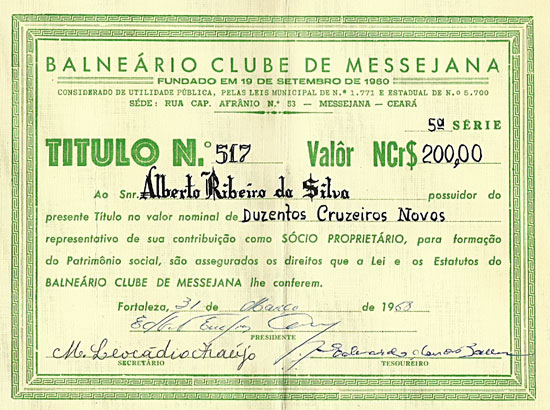 BALNEÁRIO CLUBE DE MESSEJANA
FUNDADO EM 19 DE SETEMBRO DE 1960
CONSIDERADO DE UTILIDADE PÚBLICA, PELAS LEIS MUNICIPAL DE N.º 1.771 E ESTADUAL DE N.º 5.700
SÉDE: RUA CAP. AFRÂNIO N.º 53 — MESSEJANA — CEARÁ
5ª SÉRIE
TITULO N.º 517 Valôr NCr$ 200,00
Ao Snr. Alberto Ribeiro da Silva possuidor do
presente Título no valor nominal de Duzentos Cruzeiros Novos
representativo de sua contribuição como SÓCIO PROPRIETÁRIO, para formação
do Patrimônio social, são assegurados os direitos que a Lei e os Estatutos do
BALNEÁRIO CLUBE DE MESSEJANA lhe conferem.
Fortaleza, 31 de Março de 1968
PRESIDENTE
M. Leocádio Araújo
SECRETÁRIO
TESOUREIRO